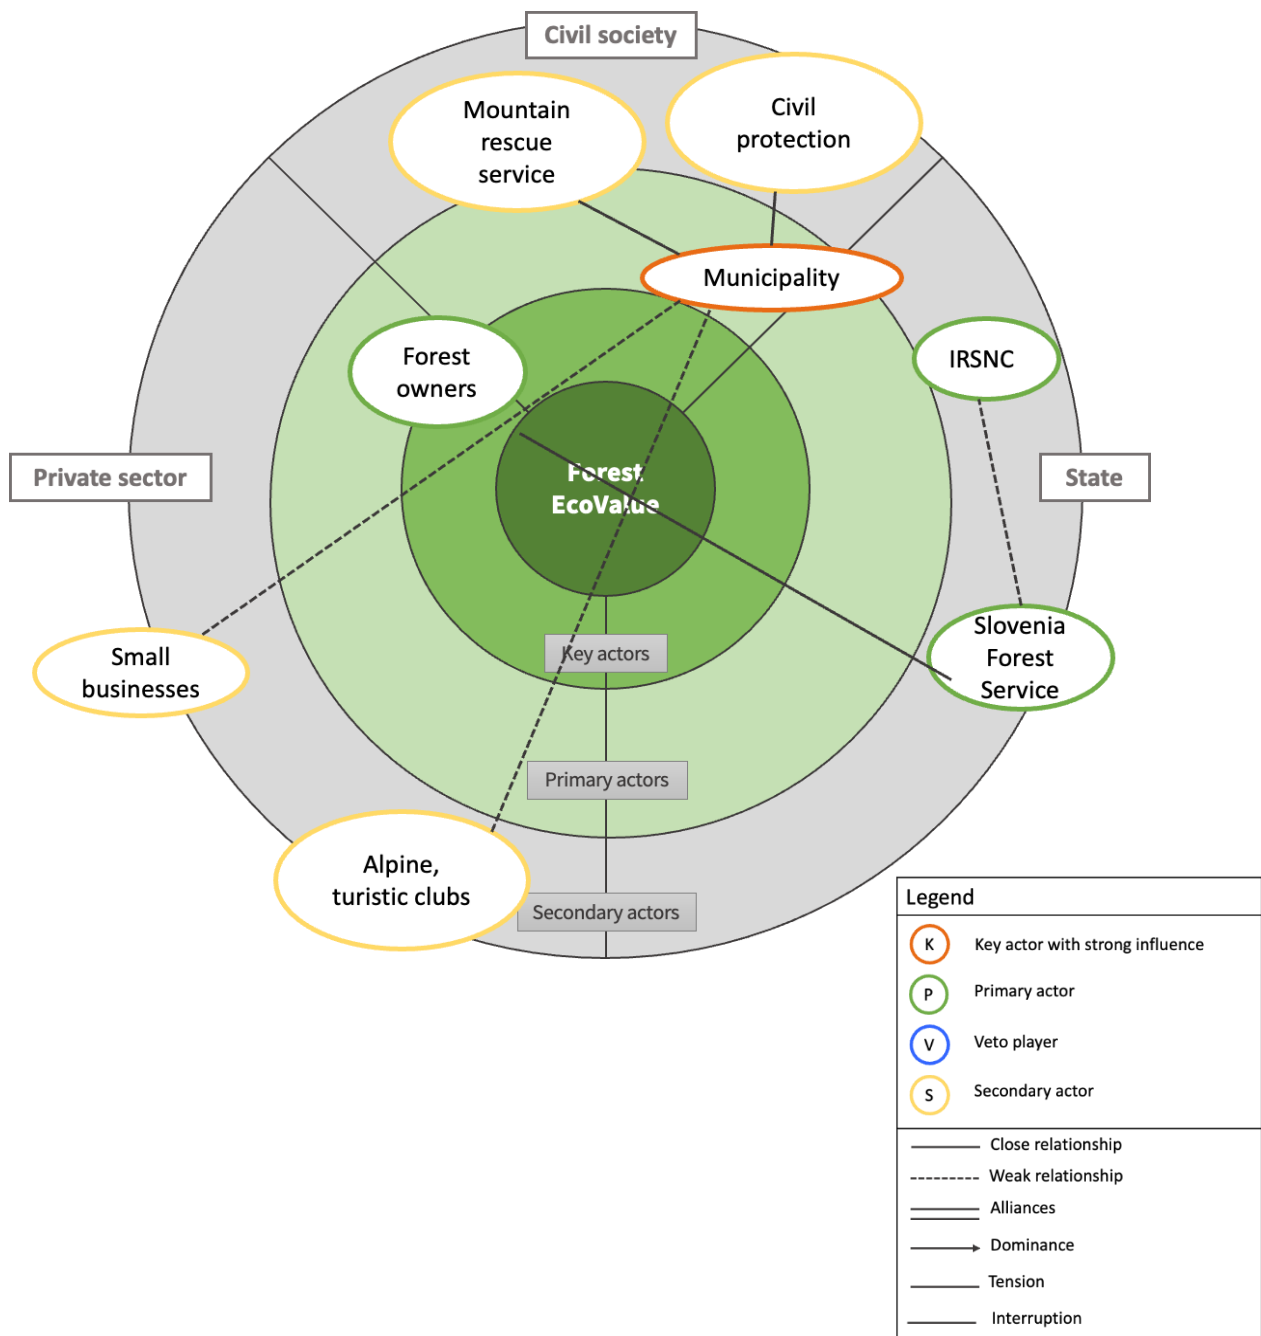 Civil society
Mountain
rescue
service
Civil
protection
Municipality
Forest
owners
IRSNC
Private sector
Forest
EcoValue
State
Small
businesses
Key actors
Slovenia
Forest
Service
Primary actors
Alpine,
turistic clubs
Secondary actors
Legend
K Key actor with strong influence
P Primary actor
V Veto player
S Secondary actor
Close relationship
Weak relationship
Alliances
Dominance
Tension
Interruption